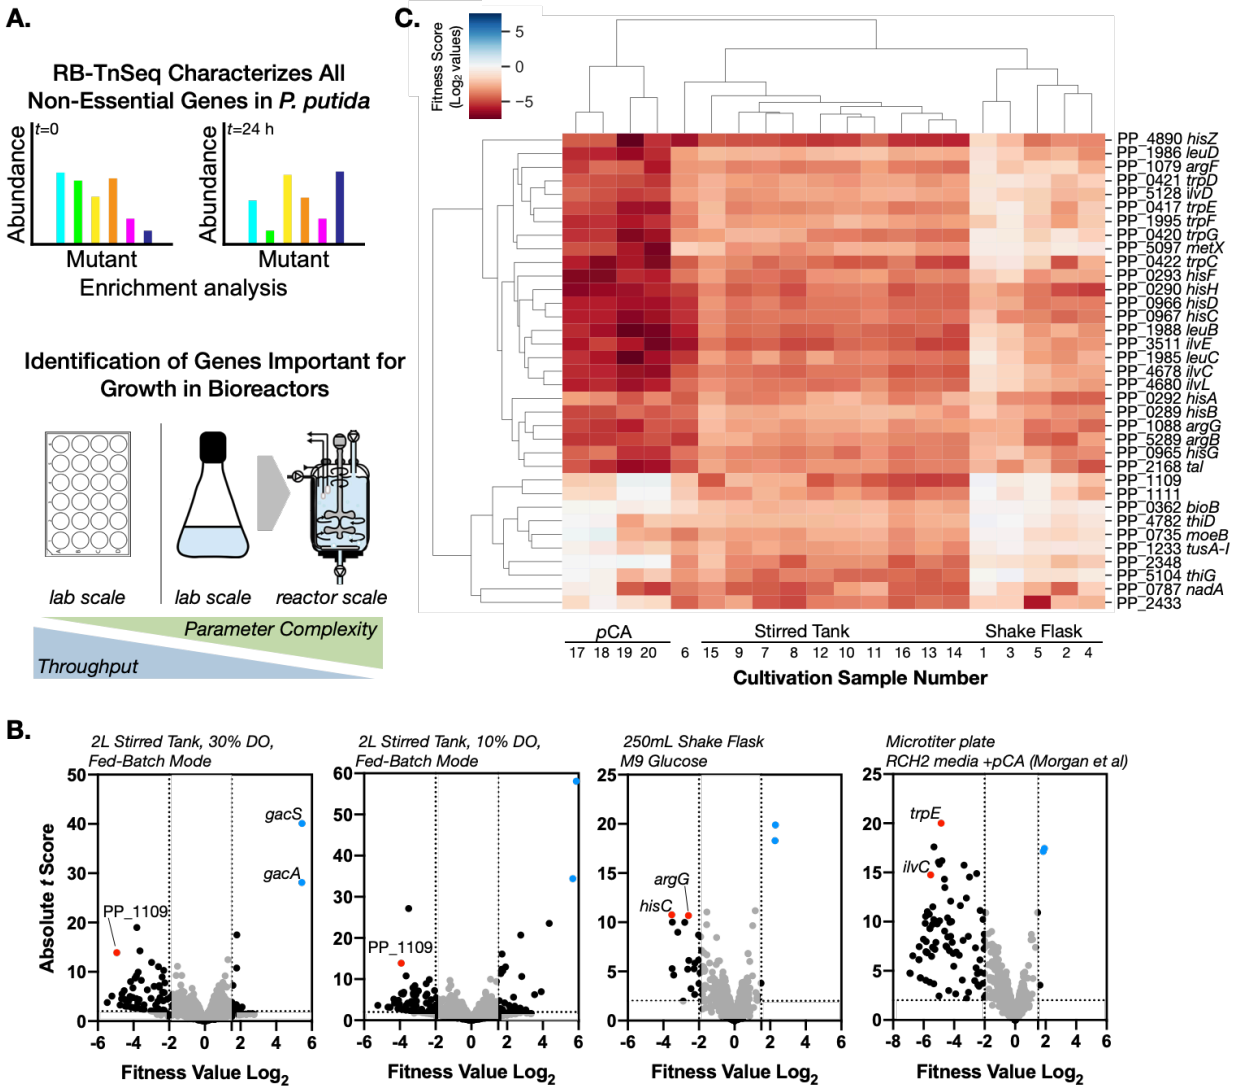 A.
RB-TnSeq Characterizes All
Non-Essential Genes in P. putida
t=0
t=24 h
Abundance
Abundance
Mutant
Mutant
Enrichment analysis
Identification of Genes Important for
Growth in Bioreactors
lab scale
lab scale
reactor scale
Parameter Complexity
Throughput
C.
Fitness Score
(Log2 values)
5
0
−5
PP_4890 hisZ
PP_1986 leuD
PP_1079 argF
PP_0421 trpD
PP_5128 ilvD
PP_0417 trpE
PP_1995 trpF
PP_0420 trpG
PP_5097 metX
PP_0422 trpC
PP_0293 hisF
PP_0290 hisH
PP_0966 hisD
PP_0967 hisC
PP_1988 leuB
PP_3511 ilvE
PP_1985 leuC
PP_4678 ilvC
PP_4680 ilvL
PP_0292 hisA
PP_0289 hisB
PP_1088 argG
PP_5289 argB
PP_0965 hisG
PP_2168 tal
PP_1109
PP_1111
PP_0362 bioB
PP_4782 thiD
PP_0735 moeB
PP_1233 tusA-I
PP_2348
PP_5104 thiG
PP_0787 nadA
PP_2433
pCA
Stirred Tank
Shake Flask
17 18 19 20 6 15 9 7 8 12 10 11 16 13 14 1 3 5 2 4
Cultivation Sample Number
B.
2L Stirred Tank, 30% DO,
Fed-Batch Mode
Absolute t Score
50
40
30
20
10
0
gacS
gacA
PP_1109
-6 -4 -2 0 2 4 6
Fitness Value Log2
2L Stirred Tank, 10% DO,
Fed-Batch Mode
60
50
40
30
20
10
0
PP_1109
-6 -4 -2 0 2 4 6
Fitness Value Log2
250mL Shake Flask
M9 Glucose
25
20
15
10
5
0
argG
hisC
-6 -4 -2 0 2 4 6
Fitness Value Log2
Microtiter plate
RCH2 media +pCA (Morgan et al)
25
20
15
10
5
0
trpE
ilvC
-8 -6 -4 -2 0 2 4 6
Fitness Value Log2